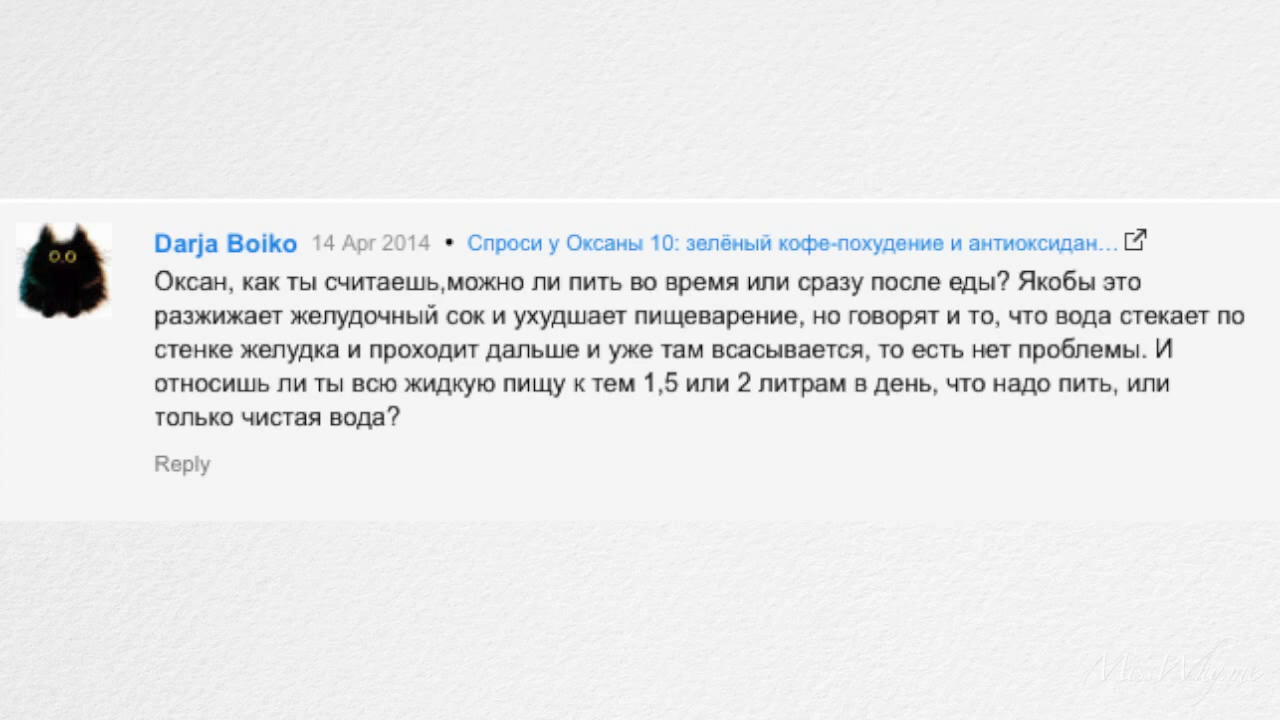 Darja Boiko 14 Apr 2014 • Спроси у Оксаны 10: зелёный кофе-похудение и антиоксидан...
Оксан, как ты считаешь,можно ли пить во время или сразу после еды? Якобы это
разжижает желудочный сок и ухудшает пищеварение, но говорят и то, что вода стекает по
стенке желудка и проходит дальше и уже там всасывается, то есть нет проблемы. И
относишь ли ты всю жидкую пищу к тем 1,5 или 2 литрам в день, что надо пить, или
только чистая вода?
Reply